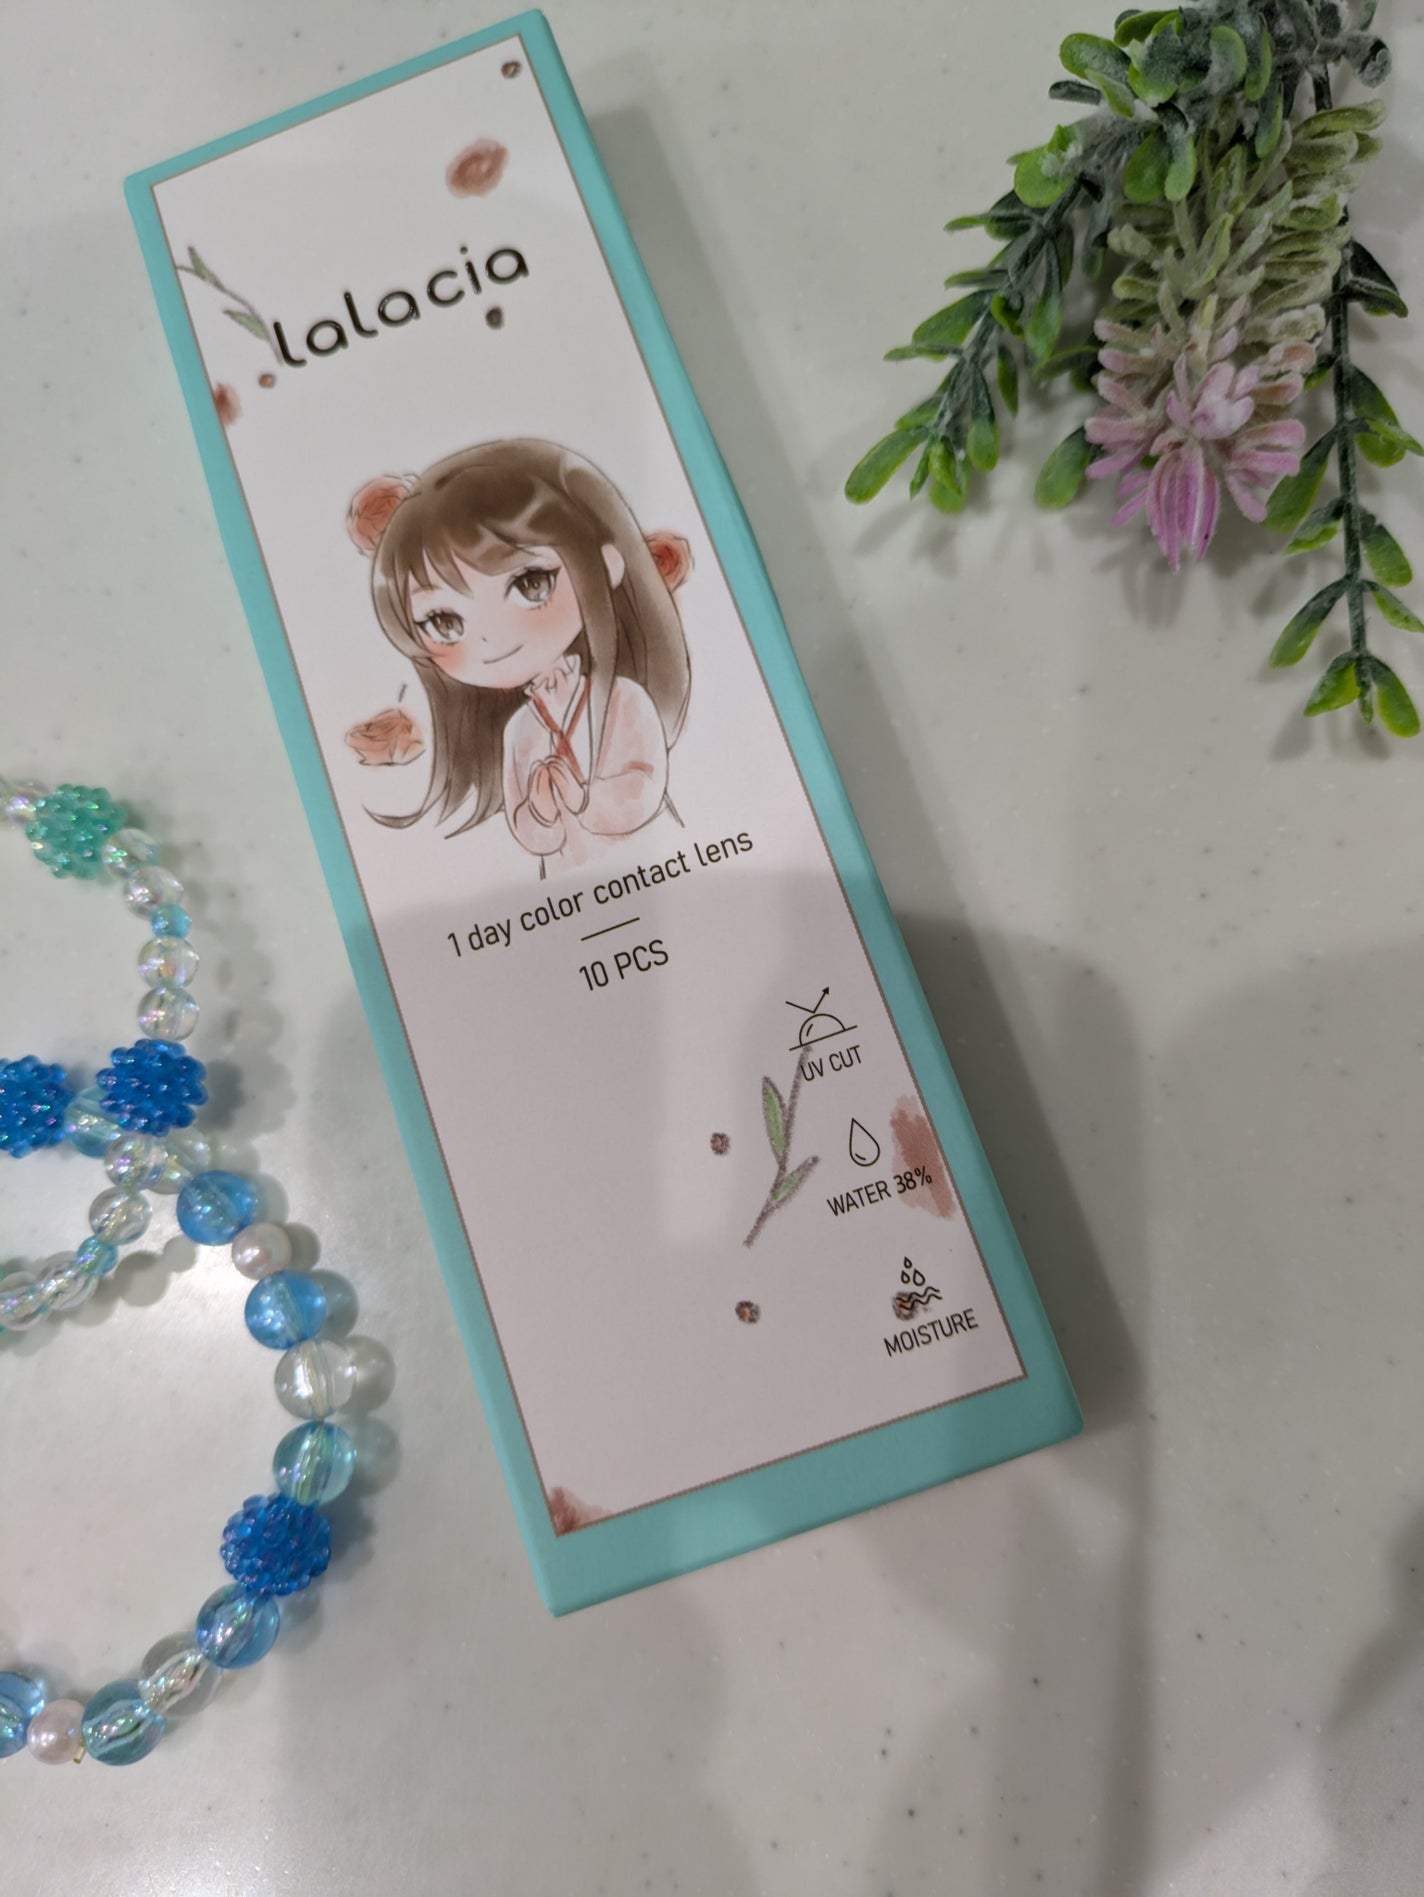 lalacia
1 day color contact lens
10 PCS
UV CUT
WATER 38%
MOISTURE